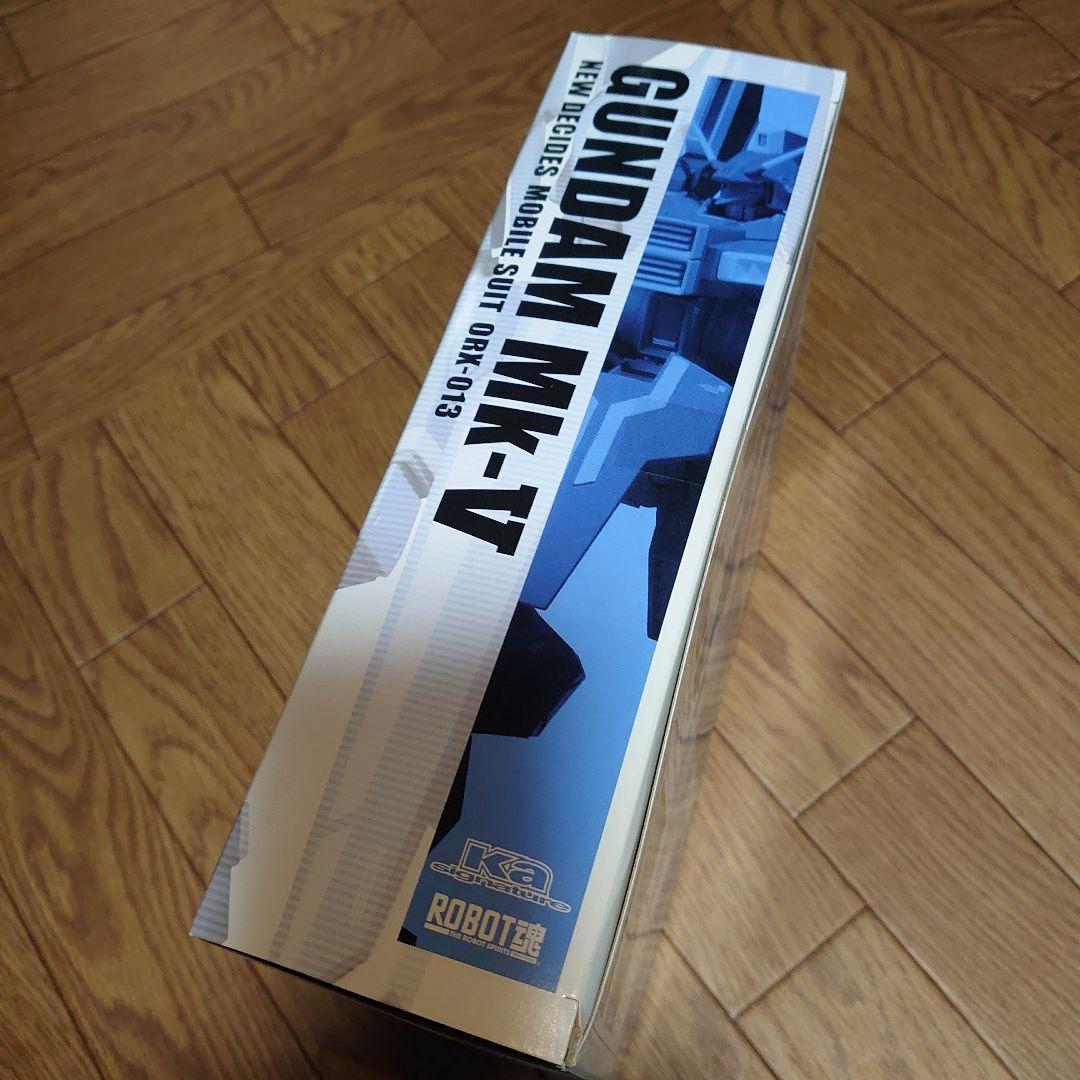 GUNDAM Mk-V
NEW DECIDES MOBILE SUIT ORX-013
Ka
signature
ROBOT魂
THE ROBOT SPIRITS